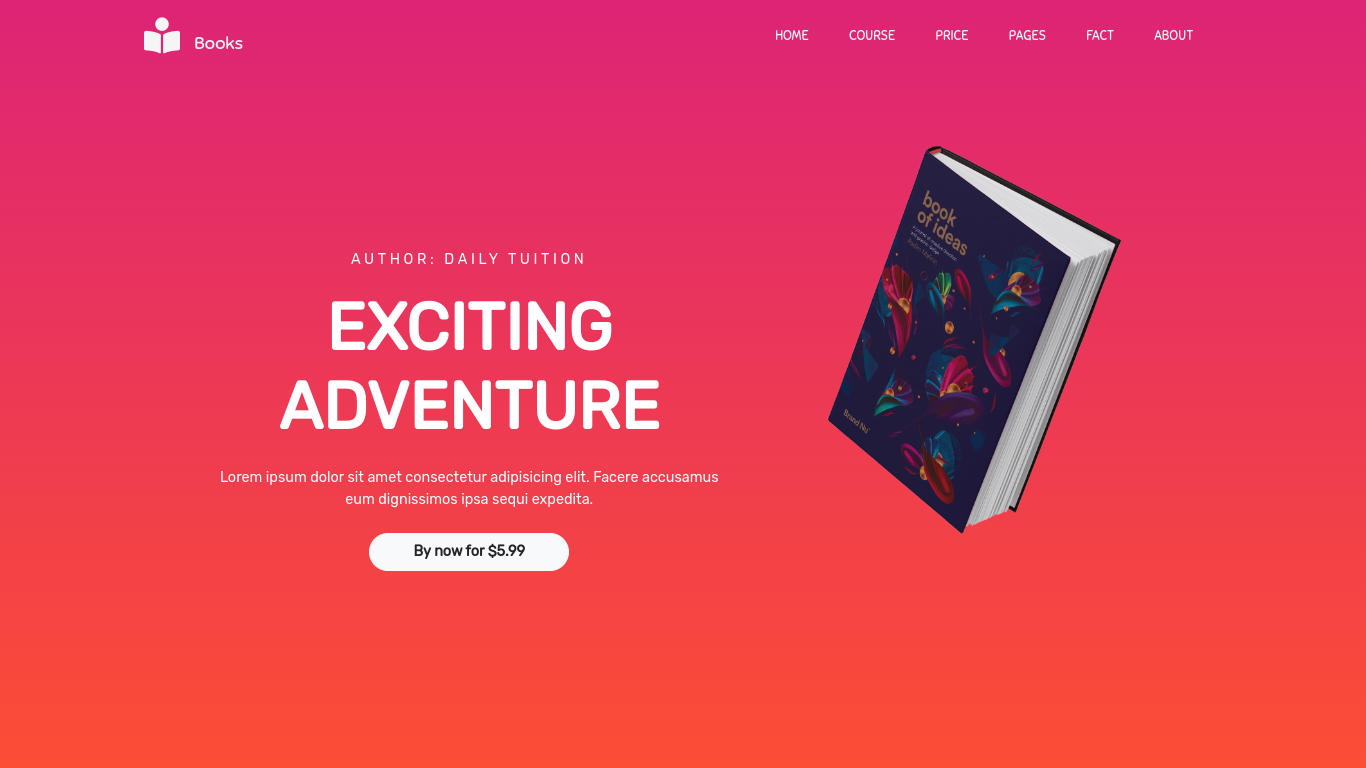 Books
HOME COURSE PRICE PAGES FACT ABOUT
AUTHOR: DAILY TUITION
EXCITING
ADVENTURE
Lorem ipsum dolor sit amet consectetur adipisicing elit. Facere accusamus
eum dignissimos ipsa sequi expedita.
By now for $5.99
book
of ideas
Brand Nu